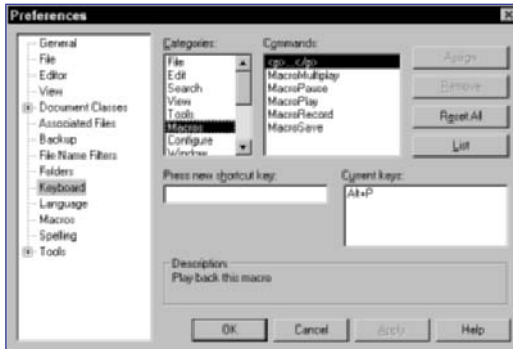 Preferences
General
File
Editor
View
Document Classes
Associated Files
Backup
File Name Filters
Folders
Keyboard
Language
Macros
Spelling
Tools
Categories:
File
Edit
Search
View
Tools
Macros
Configure
Window
Commands:
<p>...</p>
MacroMultiplay
MacroPause
MacroPlay
MacroRecord
MacroSave
Assign
Remove
Reset All
List
Press new shortcut key:
Current keys:
Alt+P
Description
Play back this macro
OK
Cancel
Apply
Help